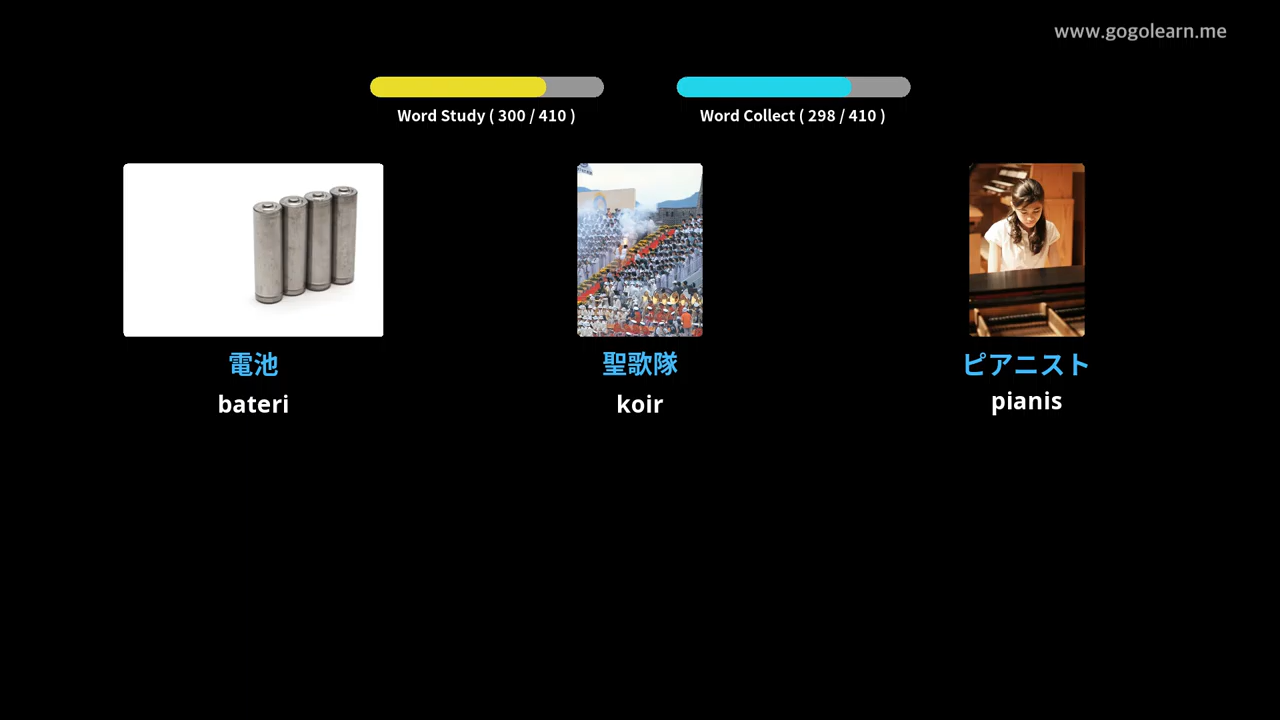 www.gogolearn.me
Word Study ( 300 / 410 )
Word Collect ( 298 / 410 )
電池
聖歌隊
ピアニスト
bateri
koir
pianis